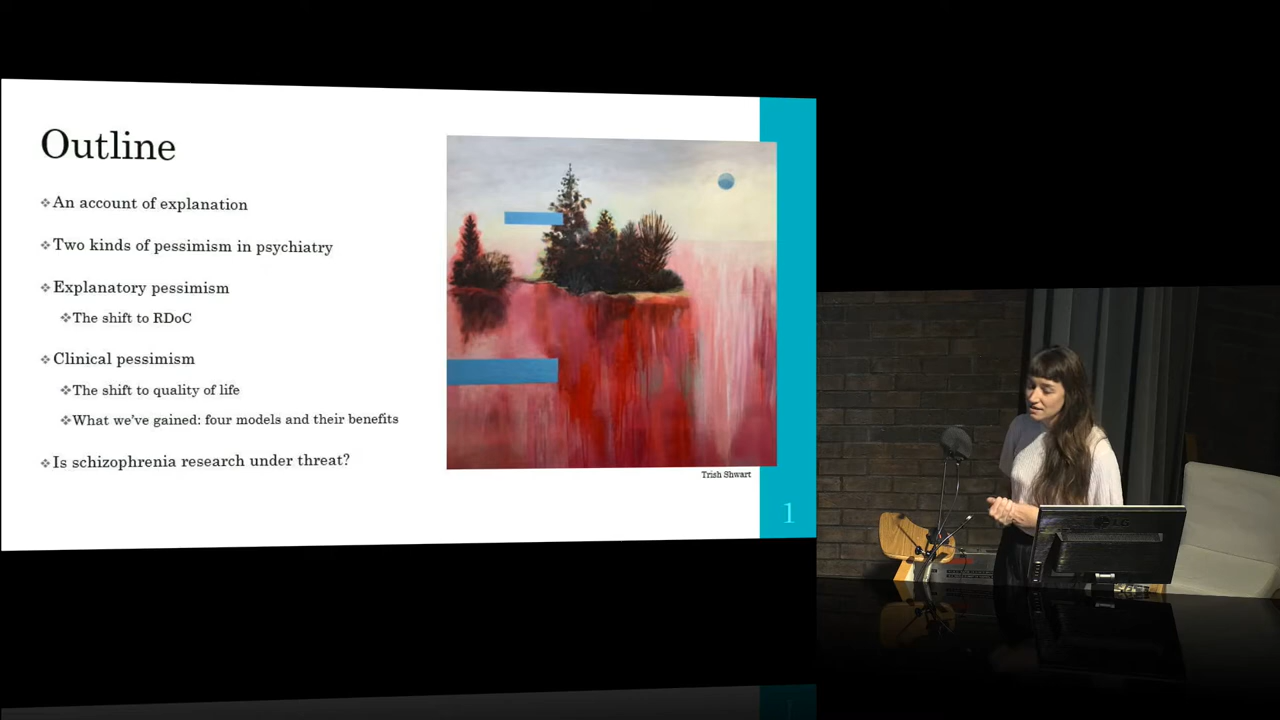 Outline
An account of explanation
Two kinds of pessimism in psychiatry
Explanatory pessimism
The shift to RDoC
Clinical pessimism
The shift to quality of life
What we've gained: four models and their benefits
Is schizophrenia research under threat?
Trish Shwart
1
LG